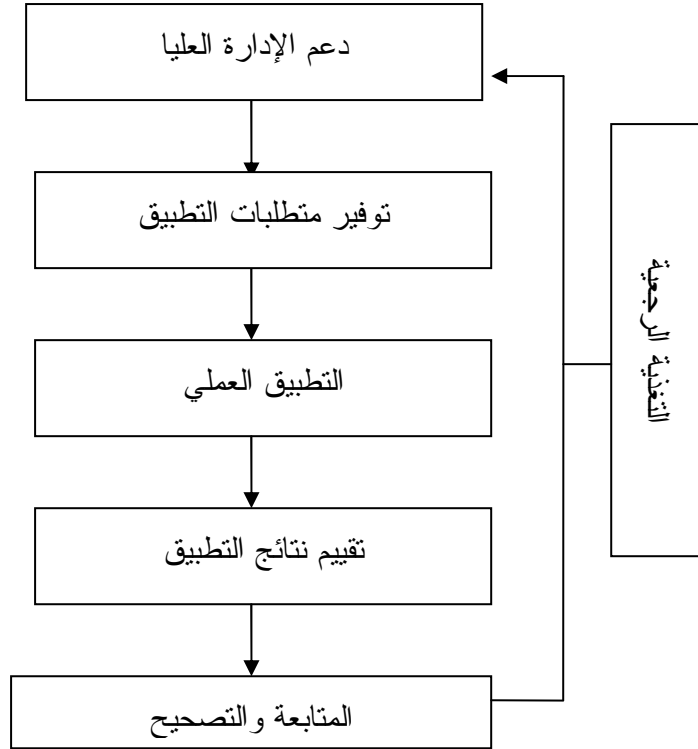 دعم الإدارة العليا
توفير متطلبات التطبيق
التطبيق العملي
تقييم نتائج التطبيق
المتابعة والتصحيح
التغذية الرجعية